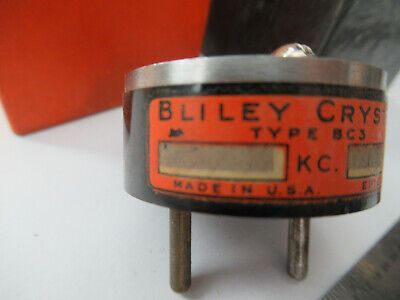 BLILEY CRYST
TYPE BC3
KC.
MADE IN U.S.A.